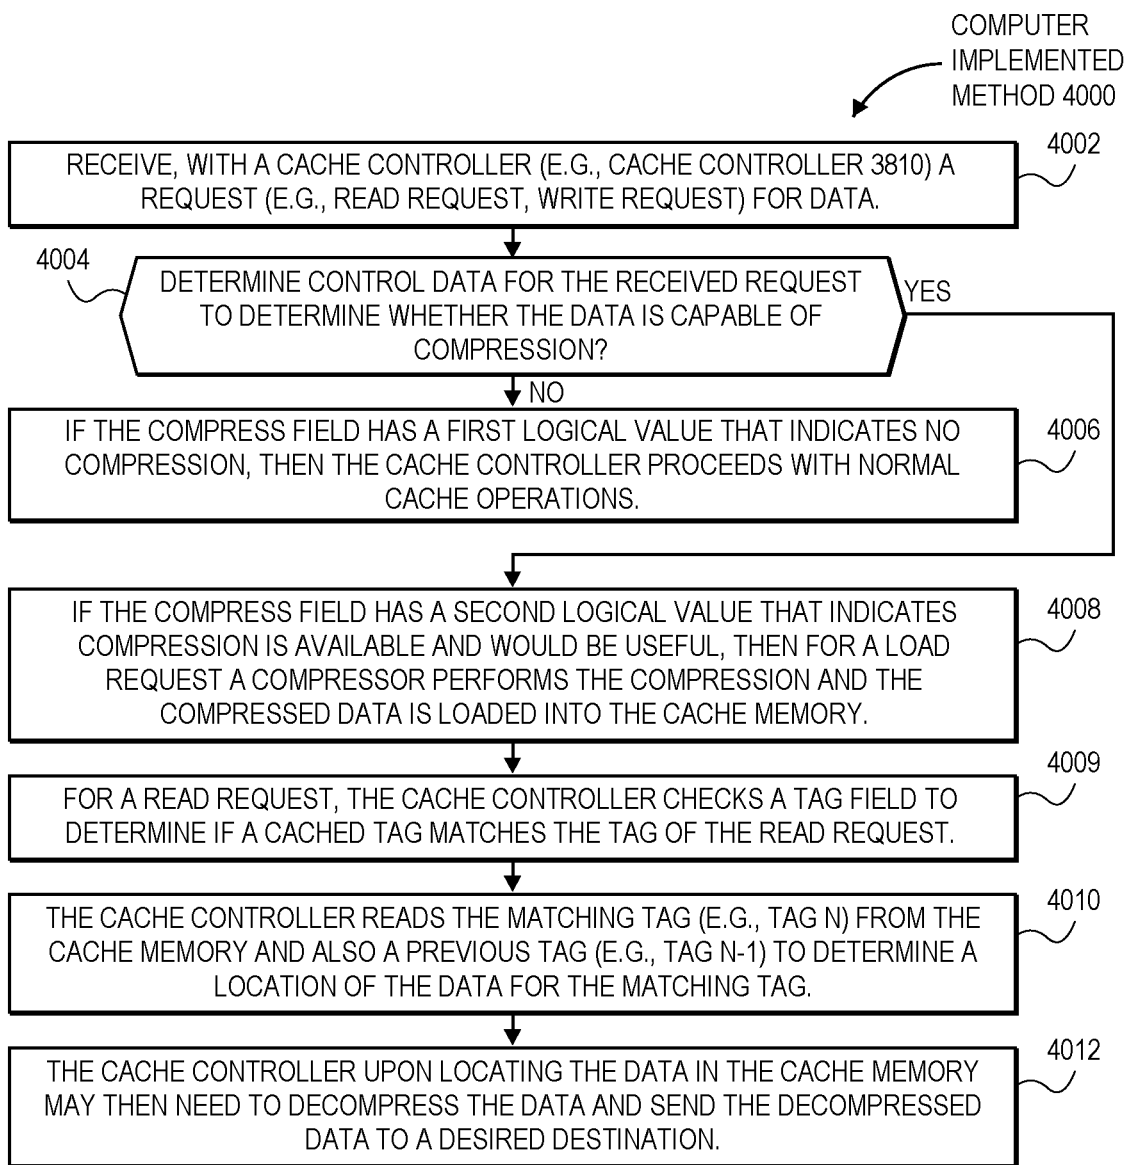 COMPUTER
IMPLEMENTED
METHOD 4000
4002
RECEIVE, WITH A CACHE CONTROLLER (E.G., CACHE CONTROLLER 3810) A
REQUEST (E.G., READ REQUEST, WRITE REQUEST) FOR DATA.
4004
DETERMINE CONTROL DATA FOR THE RECEIVED REQUEST
TO DETERMINE WHETHER THE DATA IS CAPABLE OF
COMPRESSION?
YES
NO
4006
IF THE COMPRESS FIELD HAS A FIRST LOGICAL VALUE THAT INDICATES NO
COMPRESSION, THEN THE CACHE CONTROLLER PROCEEDS WITH NORMAL
CACHE OPERATIONS.
4008
IF THE COMPRESS FIELD HAS A SECOND LOGICAL VALUE THAT INDICATES
COMPRESSION IS AVAILABLE AND WOULD BE USEFUL, THEN FOR A LOAD
REQUEST A COMPRESSOR PERFORMS THE COMPRESSION AND THE
COMPRESSED DATA IS LOADED INTO THE CACHE MEMORY.
4009
FOR A READ REQUEST, THE CACHE CONTROLLER CHECKS A TAG FIELD TO
DETERMINE IF A CACHED TAG MATCHES THE TAG OF THE READ REQUEST.
4010
THE CACHE CONTROLLER READS THE MATCHING TAG (E.G., TAG N) FROM THE
CACHE MEMORY AND ALSO A PREVIOUS TAG (E.G., TAG N-1) TO DETERMINE A
LOCATION OF THE DATA FOR THE MATCHING TAG.
4012
THE CACHE CONTROLLER UPON LOCATING THE DATA IN THE CACHE MEMORY
MAY THEN NEED TO DECOMPRESS THE DATA AND SEND THE DECOMPRESSED
DATA TO A DESIRED DESTINATION.